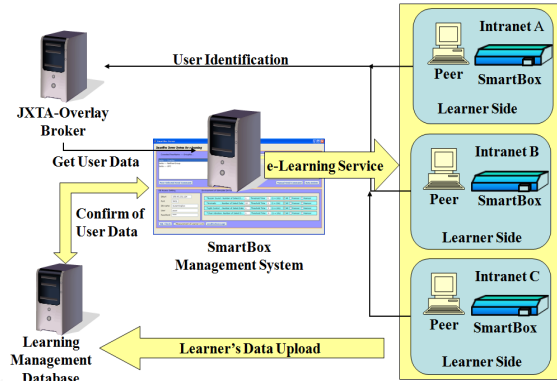 User Identification
JXTA-Overlay
Broker
Get User Data
e-Learning Service
Confirm of
User Data
SmartBox
Management System
Learning
Management
Database
Learner's Data Upload
Intranet A
Peer SmartBox
Learner Side
Intranet B
Peer SmartBox
Learner Side
Intranet C
Peer SmartBox
Learner Side